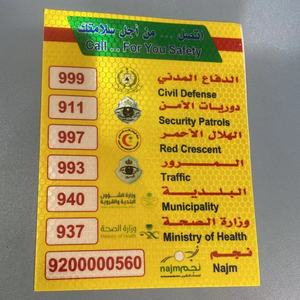 اتصل ... من أجل سلامتك
Call .. For You Safety
999 الدفاع المدني
Civil Defense
911 دوريات الأمن
Security Patrols
997 الهلال الأحمر
Red Crescent
993 المرور
Traffic
940 وزارة الشؤون البلدية والقروية البلدية
Municipality
937 وزارة الصحة وزارة الصحة
Ministry of Health Ministry of Health
9200000560 نجم نجم
najm Najm